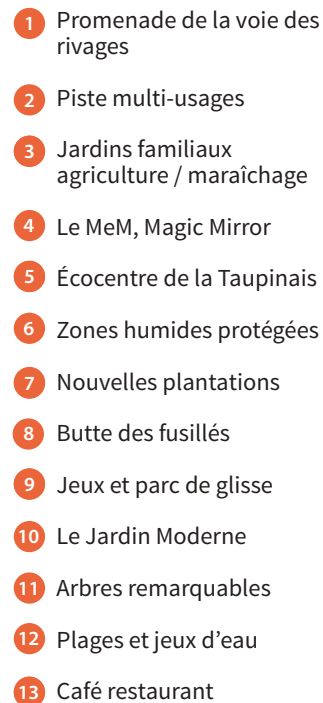 1 Promenade de la voie des
rivages
2 Piste multi-usages
3 Jardins familiaux
agriculture / maraîchage
4 Le MeM, Magic Mirror
5 Écocentre de la Taupinais
6 Zones humides protégées
7 Nouvelles plantations
8 Butte des fusillés
9 Jeux et parc de glisse
10 Le Jardin Moderne
11 Arbres remarquables
12 Plages et jeux d’eau
13 Café restaurant